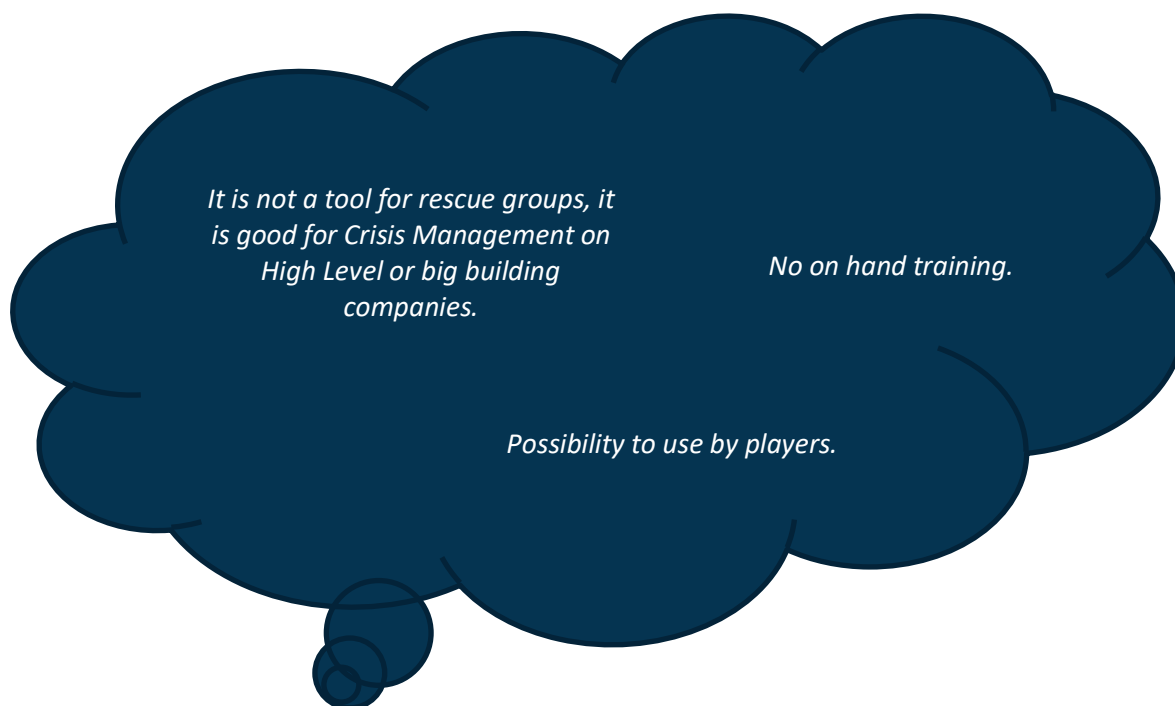 It is not a tool for rescue groups, it
is good for Crisis Management on
High Level or big building
companies.
No on hand training.
Possibility to use by players.